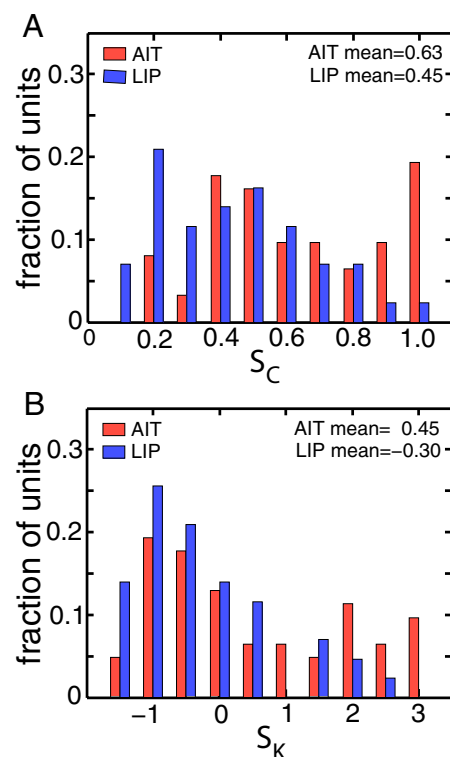 A
AIT
LIP
AIT mean=0.63
LIP mean=0.45
fraction of units
0.3
0.2
0.1
0
0 0.2 0.4 0.6 0.8 1.0
SC
B
AIT
LIP
AIT mean= 0.45
LIP mean=−0.30
fraction of units
0.3
0.2
0.1
0
−1 0 1 2 3
SK